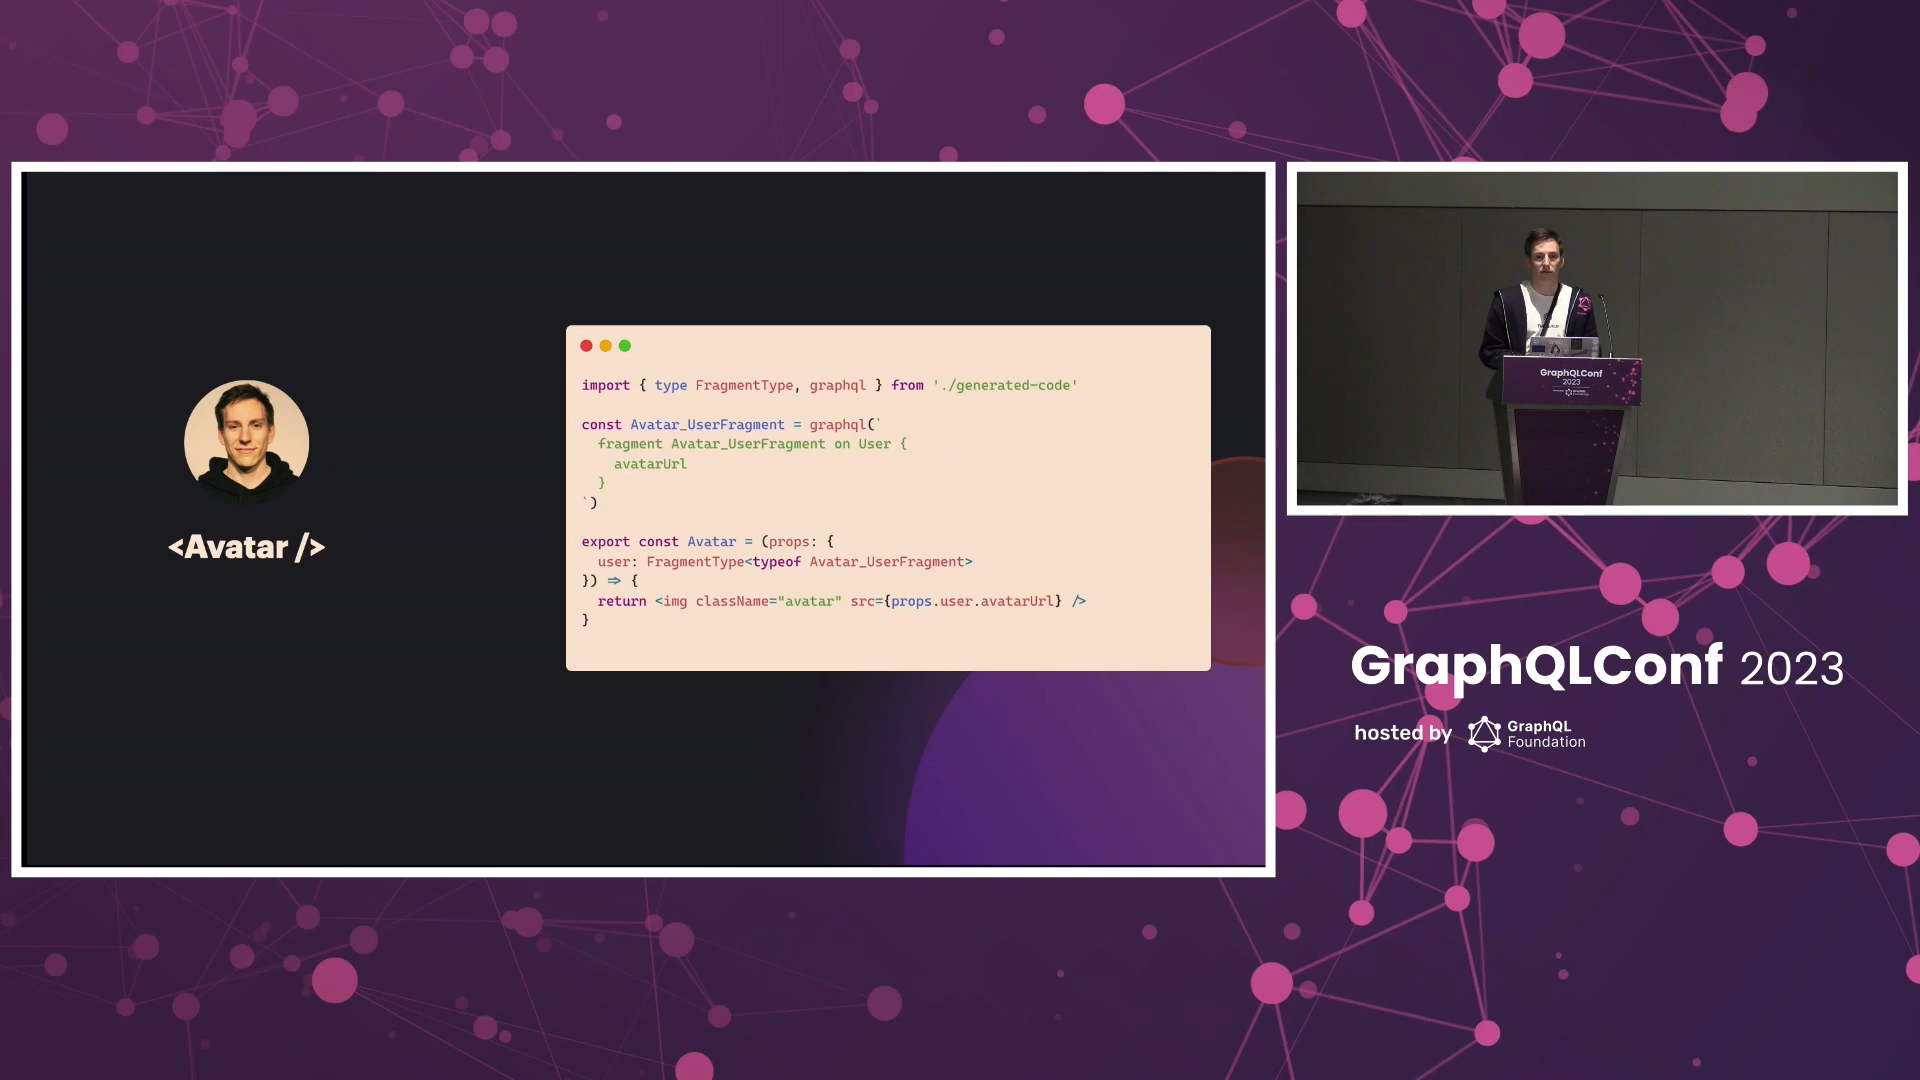 <Avatar />
import { type FragmentType, graphql } from './generated-code'
const Avatar_UserFragment = graphql(`
  fragment Avatar_UserFragment on User {
    avatarUrl
  }
`)
export const Avatar = (props: {
  user: FragmentType<typeof Avatar_UserFragment>
}) => {
  return <img className="avatar" src={props.user.avatarUrl} />
}
GraphQLConf
2023
GraphQLConf 2023
hosted by
GraphQL
Foundation